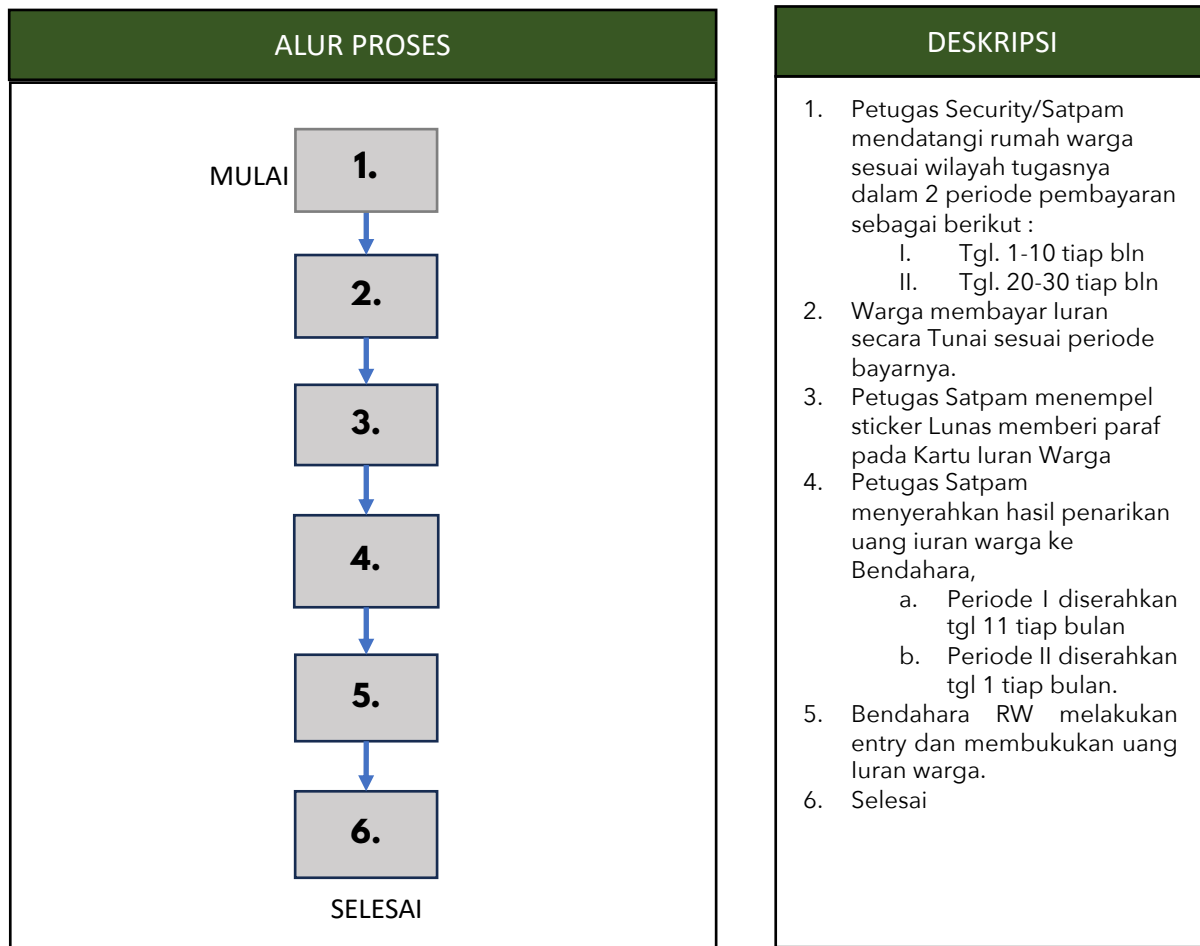 ALUR PROSES
MULAI
1.
2.
3.
4.
5.
6.
SELESAI
DESKRIPSI
1. Petugas Security/Satpam
mendatangi rumah warga
sesuai wilayah tugasnya
dalam 2 periode pembayaran
sebagai berikut :
I. Tgl. 1-10 tiap bln
II. Tgl. 20-30 tiap bln
2. Warga membayar Iuran
secara Tunai sesuai periode
bayarnya.
3. Petugas Satpam menempel
sticker Lunas memberi paraf
pada Kartu Iuran Warga
4. Petugas Satpam
menyerahkan hasil penarikan
uang iuran warga ke
Bendahara,
a. Periode I diserahkan
tgl 11 tiap bulan
b. Periode II diserahkan
tgl 1 tiap bulan.
5. Bendahara RW melakukan
entry dan membukukan uang
Iuran warga.
6. Selesai